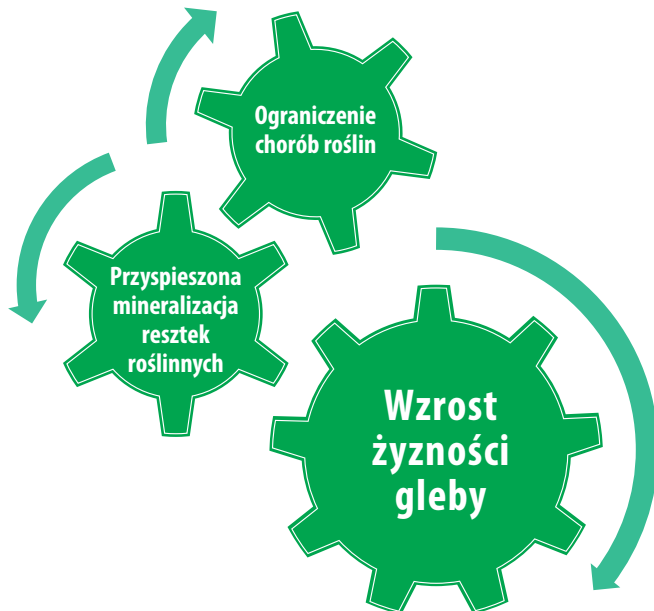 Ograniczenie
chorób roślin
Przyspieszona
mineralizacja
resztek
roślinnych
Wzrost
żyzności
gleby